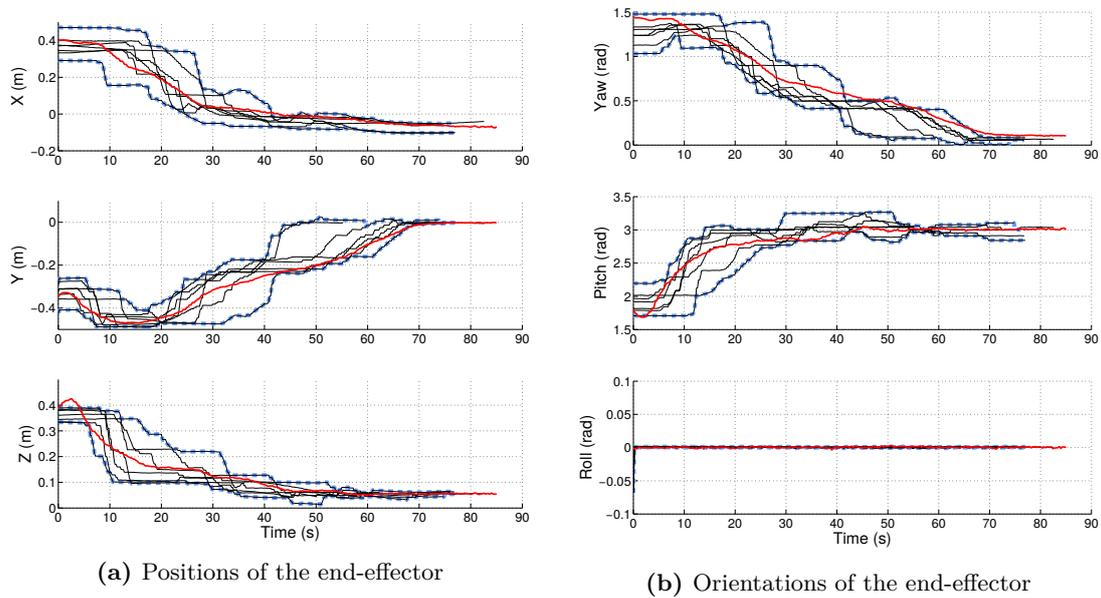 0.4
0.2
0
−0.2
X (m)
0 10 20 30 40 50 60 70 80 90
0
−0.2
−0.4
Y (m)
0 10 20 30 40 50 60 70 80 90
0.4
0.3
0.2
0.1
0
Z (m)
0 10 20 30 40 50 60 70 80 90
Time (s)
(a) Positions of the end-effector
1.5
1
0.5
0
Yaw (rad)
0 10 20 30 40 50 60 70 80 90
3.5
3
2.5
2
1.5
Pitch (rad)
0 10 20 30 40 50 60 70 80 90
0.1
0.05
0
−0.05
−0.1
Roll (rad)
0 10 20 30 40 50 60 70 80 90
Time (s)
(b) Orientations of the end-effector